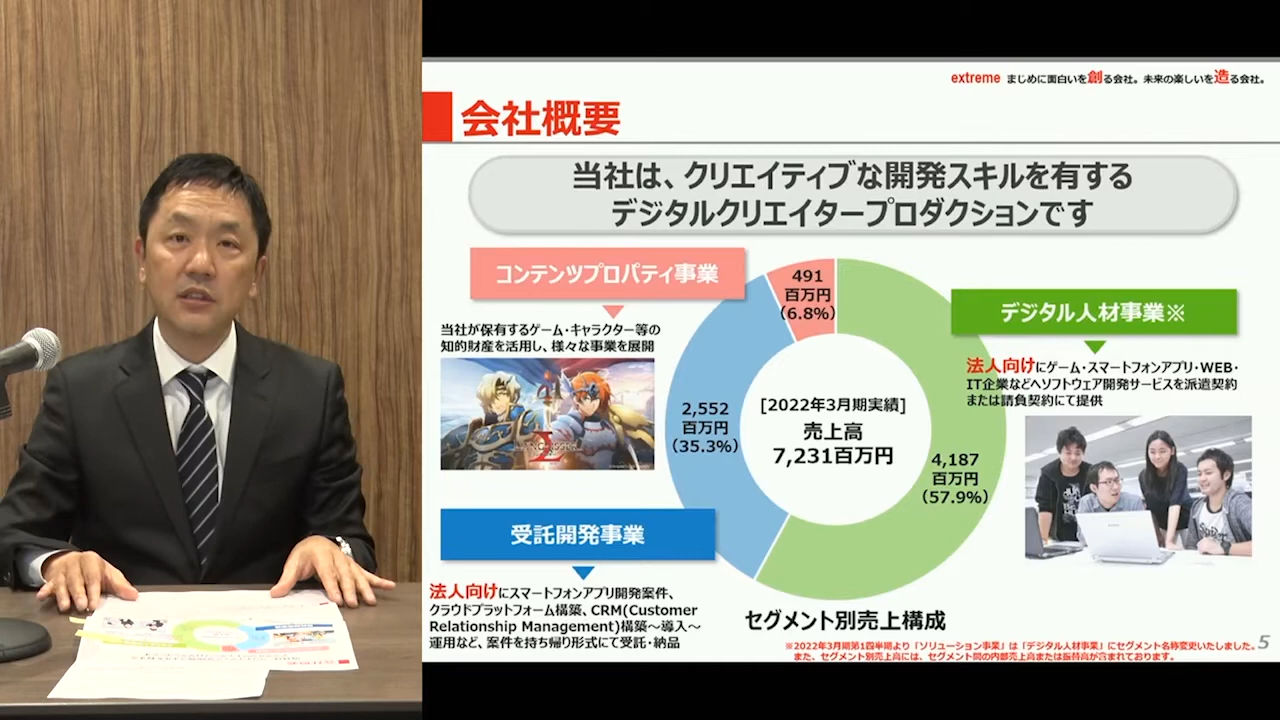 extreme まじめに面白いを創る会社。未来の楽しいを造る会社。
会社概要
当社は、クリエイティブな開発スキルを有する
デジタルクリエイタープロダクションです
コンテンツプロパティ事業
当社が保有するゲーム・キャラクター等の
知的財産を活用し、様々な事業を展開
LANGRISSER
491
百万円
(6.8%)
デジタル人材事業※
法人向けにゲーム・スマートフォンアプリ・WEB・
IT企業などへソフトウェア開発サービスを派遣契約
または請負契約にて提供
2,552
百万円
(35.3%)
[2022年3月期実績]
売上高
7,231百万円
4,187
百万円
(57.9%)
受託開発事業
法人向けにスマートフォンアプリ開発案件、
クラウドプラットフォーム構築、CRM(Customer
Relationship Management)構築～導入～
運用など、案件を持ち帰り形式にて受託・納品
セグメント別売上構成
※2022年3月期第1四半期より「ソリューション事業」は「デジタル人材事業」にセグメント名称変更いたしました。
また、セグメント別売上高には、セグメント間の内部売上高または振替高が含まれております。
5